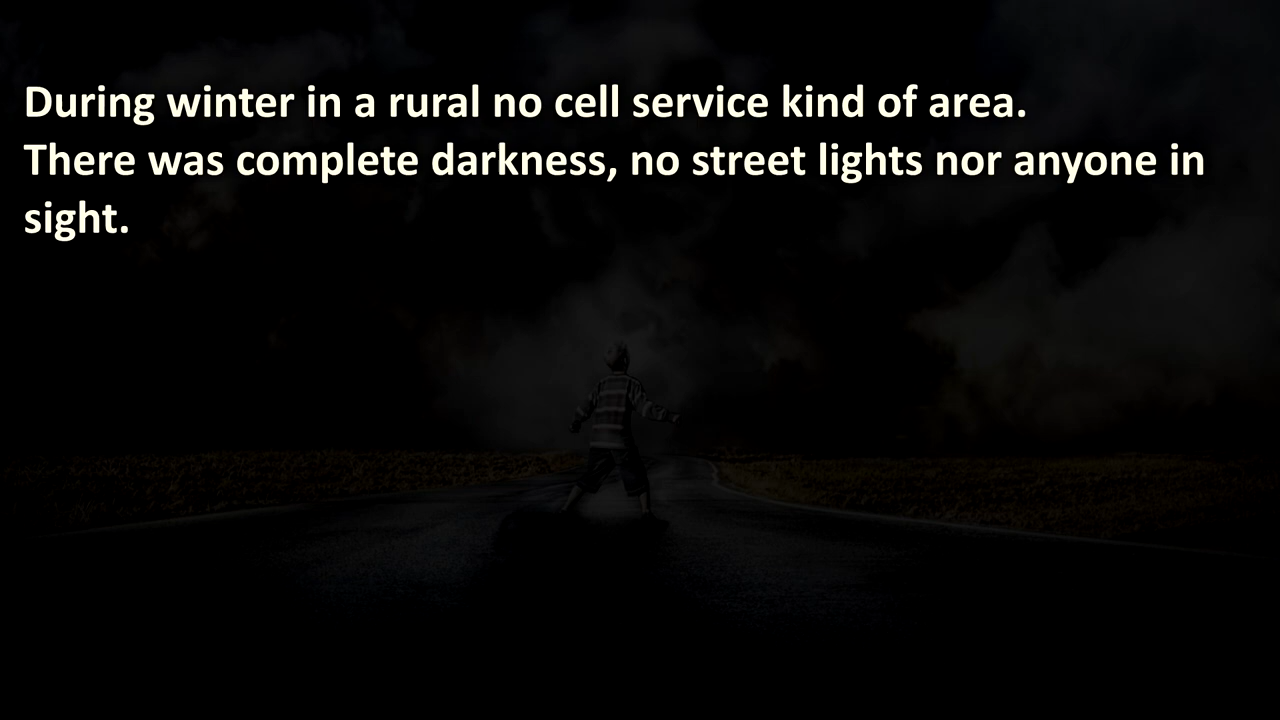 During winter in a rural no cell service kind of area.
There was complete darkness, no street lights nor anyone in
sight.